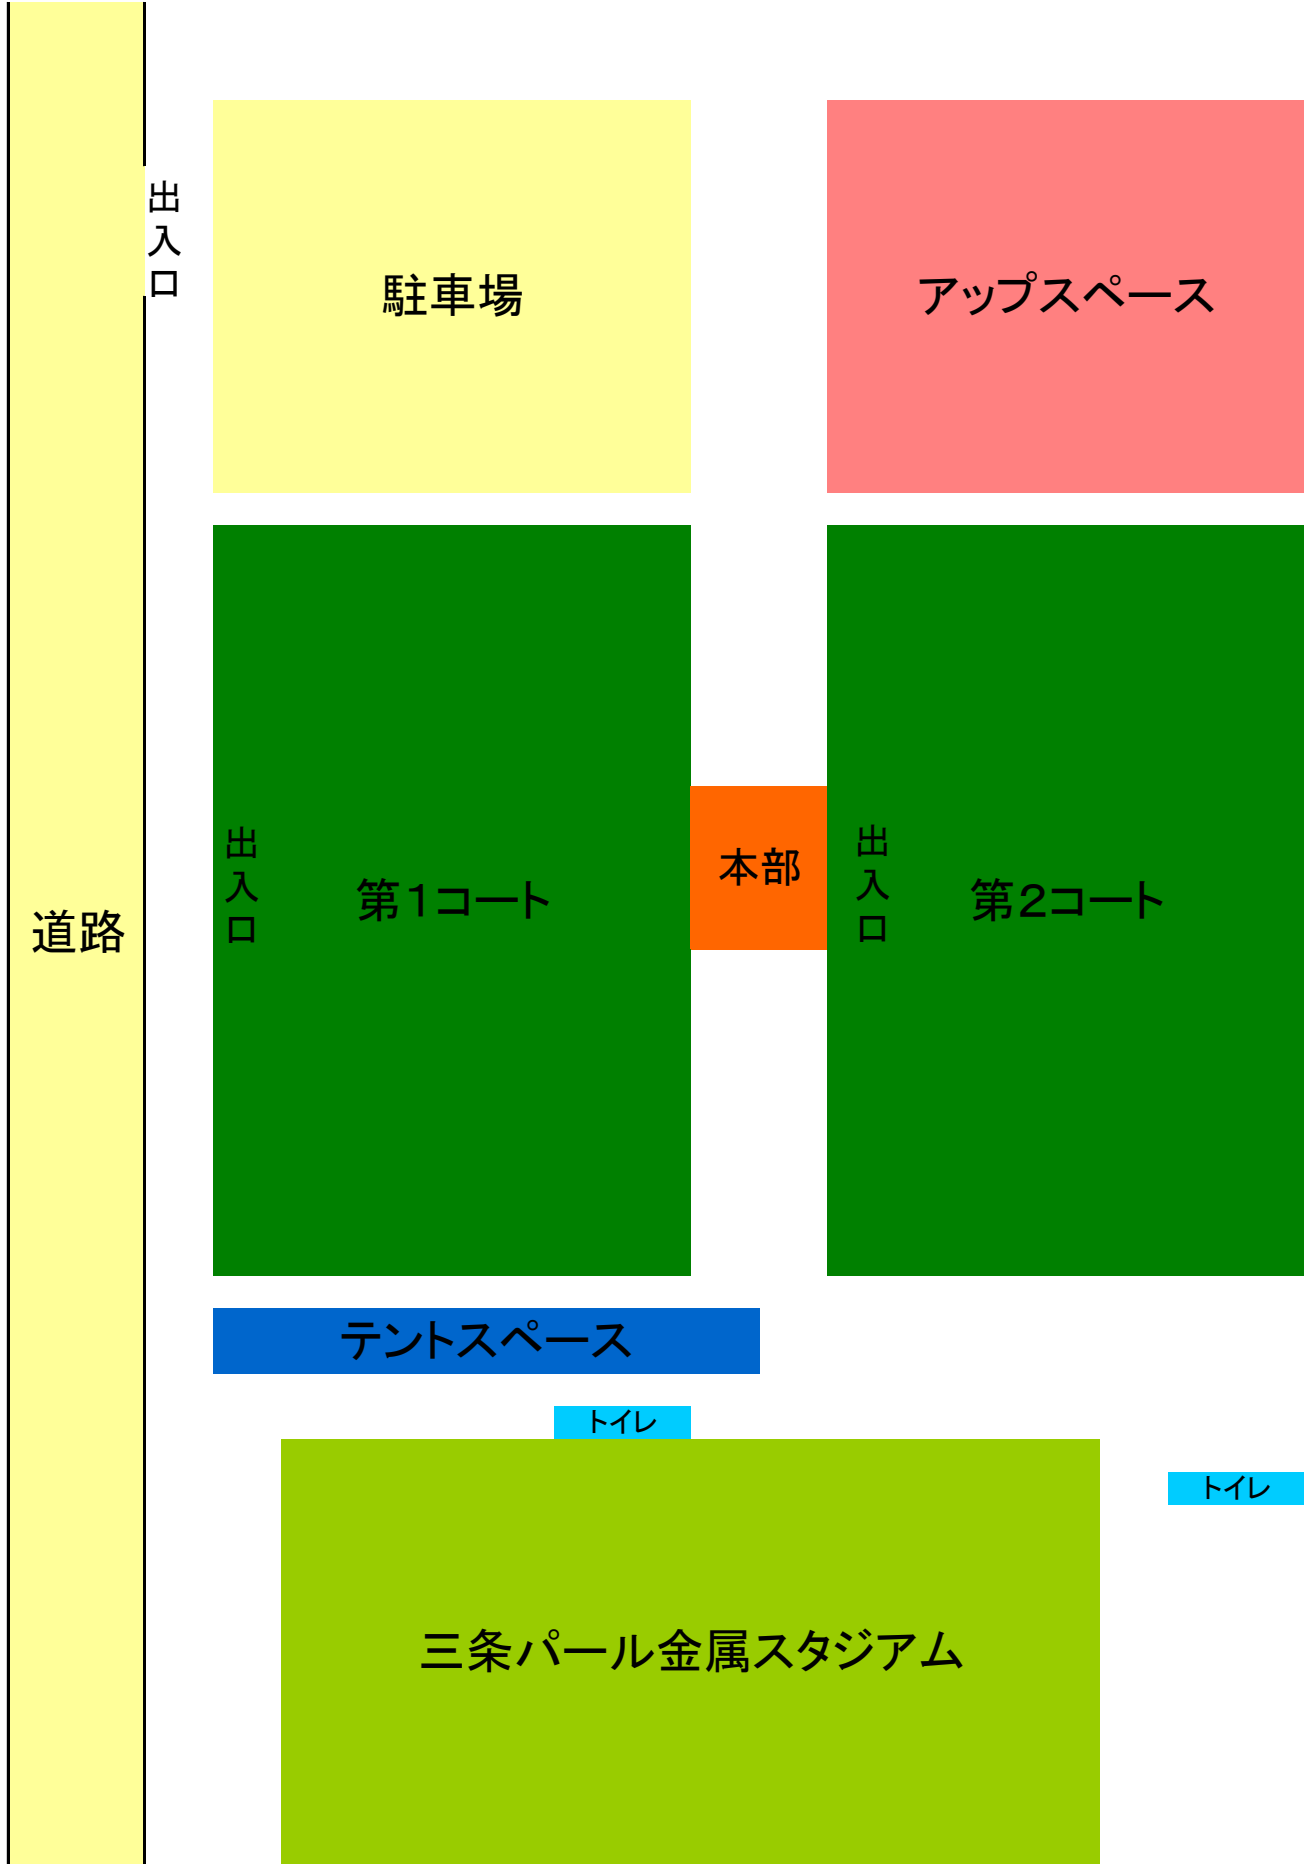 出入口
駐車場
アップスペース
道路
出入口
第1コート
本部
出入口
第2コート
テントスペース
トイレ
トイレ
三条パール金属スタジアム